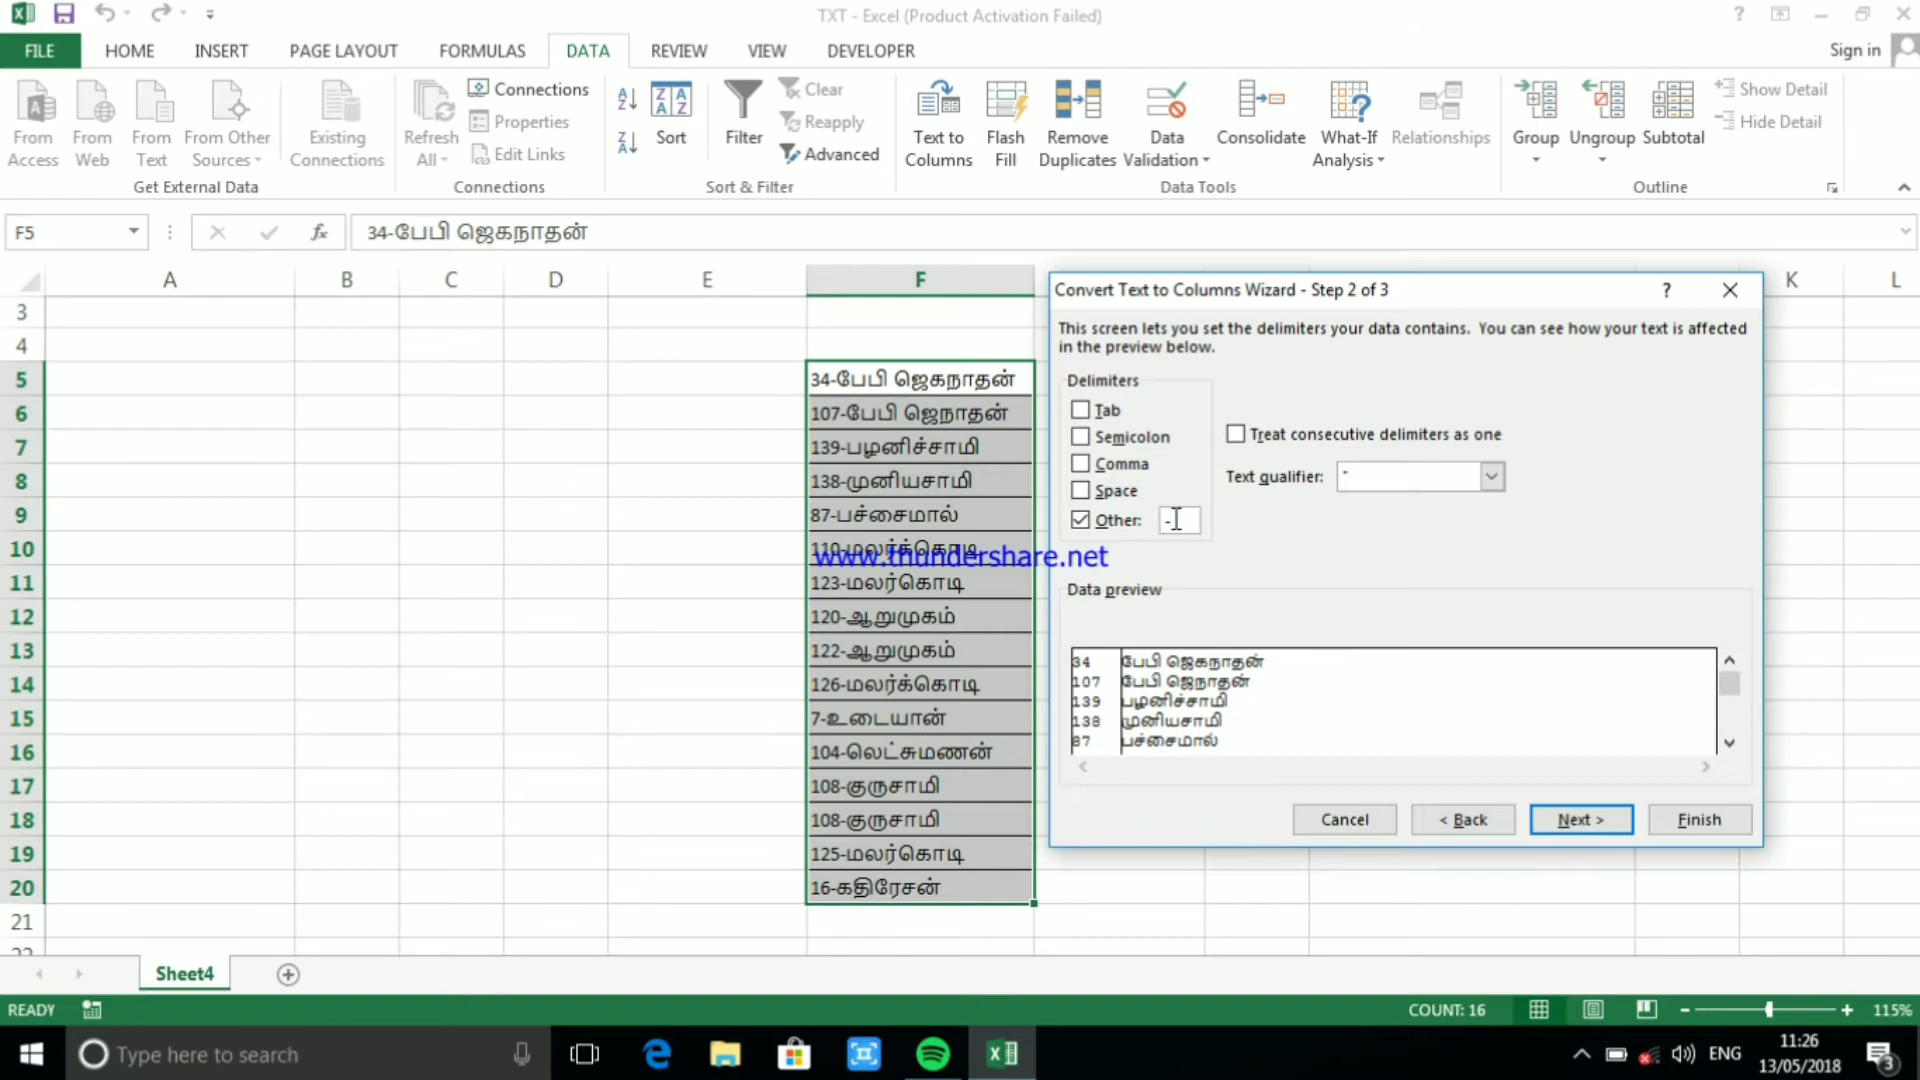 TXT - Excel (Product Activation Failed)
FILE HOME INSERT PAGE LAYOUT FORMULAS DATA REVIEW VIEW DEVELOPER Sign in
From Access
From Web
From Text
From Other Sources
Existing Connections
Get External Data
Refresh All
Connections
Properties
Edit Links
Connections
Sort
Filter
Clear
Reapply
Advanced
Sort & Filter
Text to Columns
Flash Fill
Remove Duplicates
Data Validation
Consolidate
What-If Analysis
Relationships
Data Tools
Group
Ungroup
Subtotal
Show Detail
Hide Detail
Outline
F5 fx 34-பேபி ஜெகநாதன்
A B C D E F K L
3
4
5 34-பேபி ஜெகநாதன்
6 107-பேபி ஜெநாதன்
7 139-பழனிச்சாமி
8 138-முனியசாமி
9 87-பச்சைமால்
10 110-மலர்க்கொடி
www.thundershare.net
11 123-மலர்கொடி
12 120-ஆறுமுகம்
13 122-ஆறுமுகம்
14 126-மலர்க்கொடி
15 7-உடையான்
16 104-லெட்சுமணன்
17 108-குருசாமி
18 108-குருசாமி
19 125-மலர்கொடி
20 16-கதிரேசன்
21
22
Convert Text to Columns Wizard - Step 2 of 3
This screen lets you set the delimiters your data contains. You can see how your text is affected
in the preview below.
Delimiters
Tab
Semicolon
Comma
Space
Other: -
Treat consecutive delimiters as one
Text qualifier: "
Data preview
34 பேபி ஜெகநாதன்
107 பேபி ஜெநாதன்
139 பழனிச்சாமி
138 முனியசாமி
87 பச்சைமால்
Cancel < Back Next > Finish
Sheet4
READY COUNT: 16 115%
Type here to search
ENG 11:26
13/05/2018
3